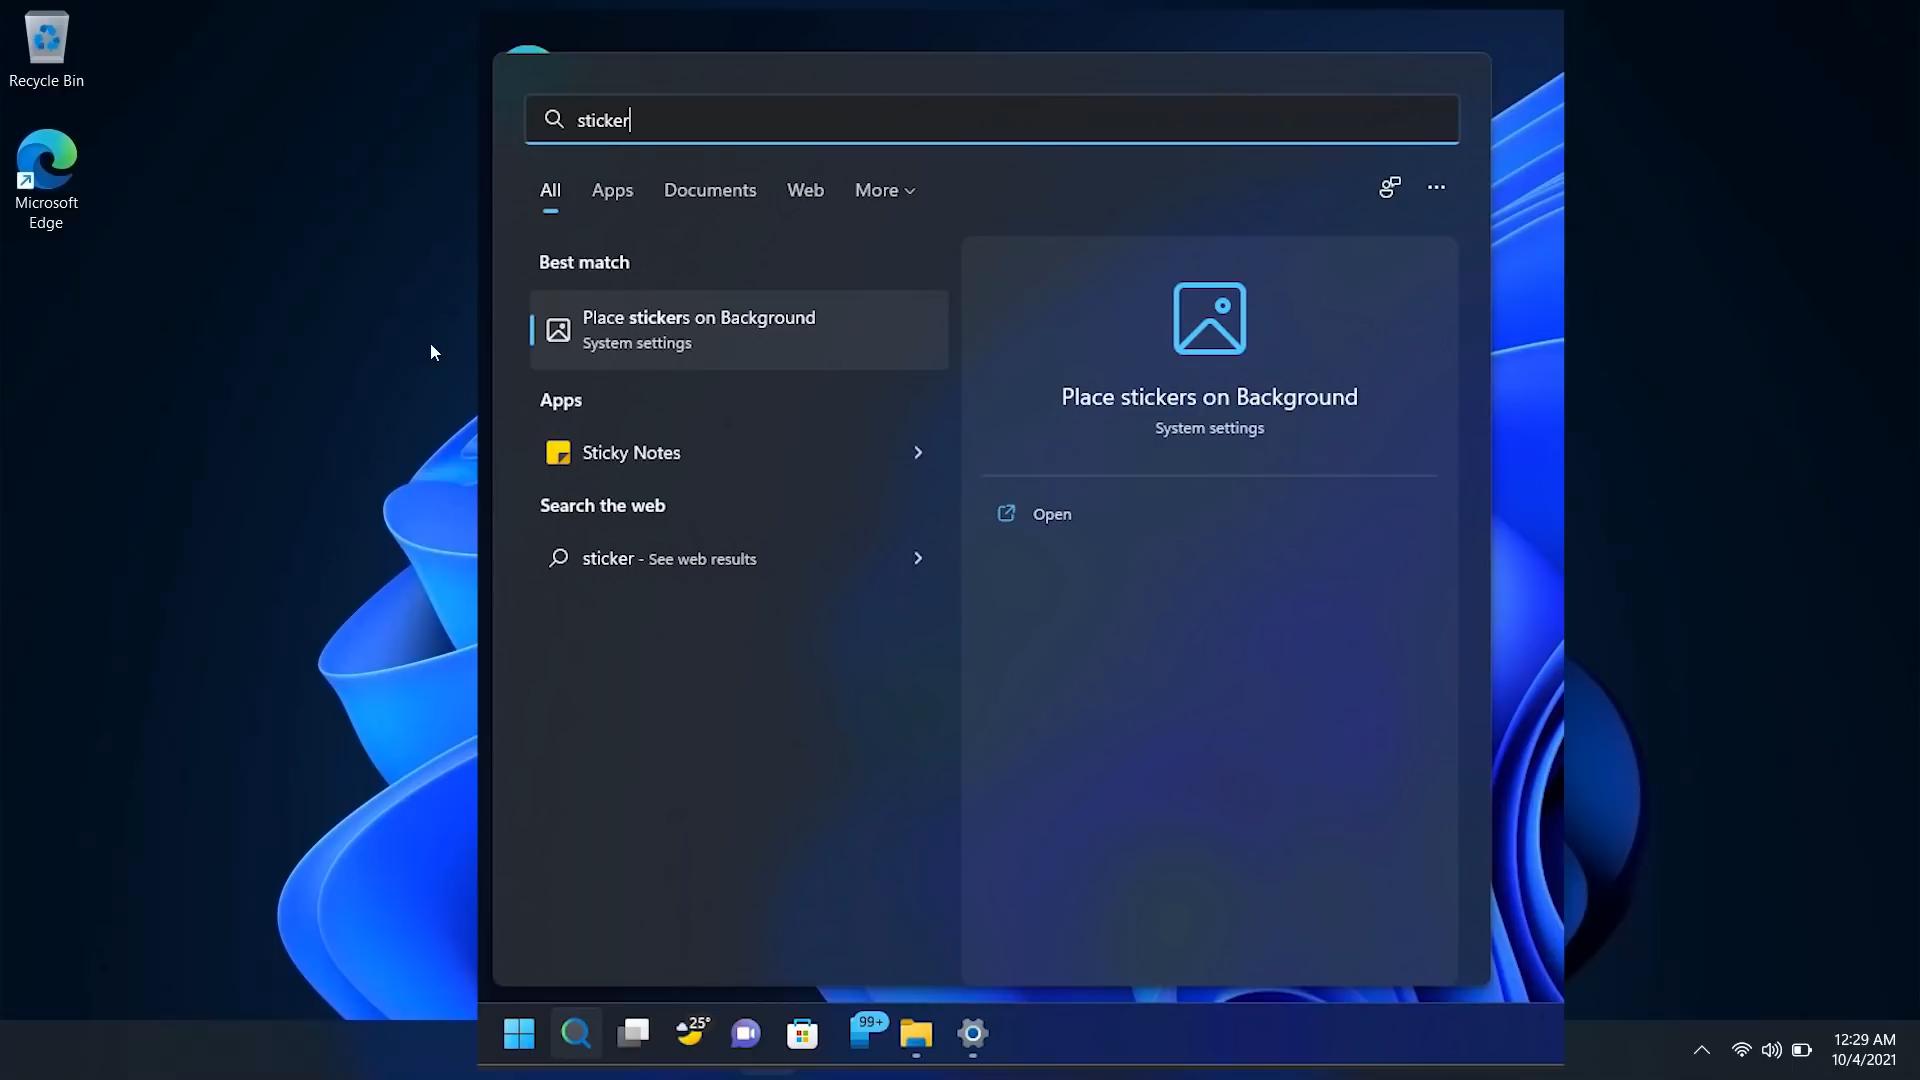 Recycle Bin
Microsoft
Edge
sticker
All Apps Documents Web More
Best match
Place stickers on Background
System settings
Apps
Sticky Notes
Search the web
sticker - See web results
Place stickers on Background
System settings
Open
25°
99+
12:29 AM
10/4/2021